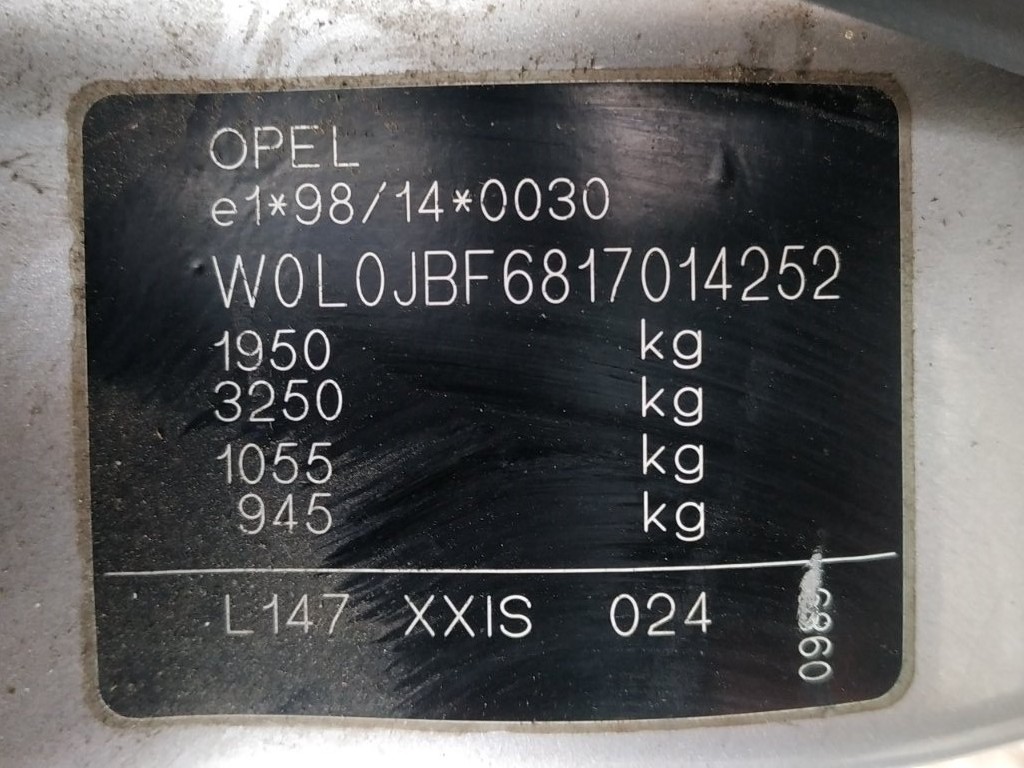 OPEL
e1*98/14*0030
W0L0JBF6817014252
1950 kg
3250 kg
1055 kg
945 kg
L147 XXIS 024